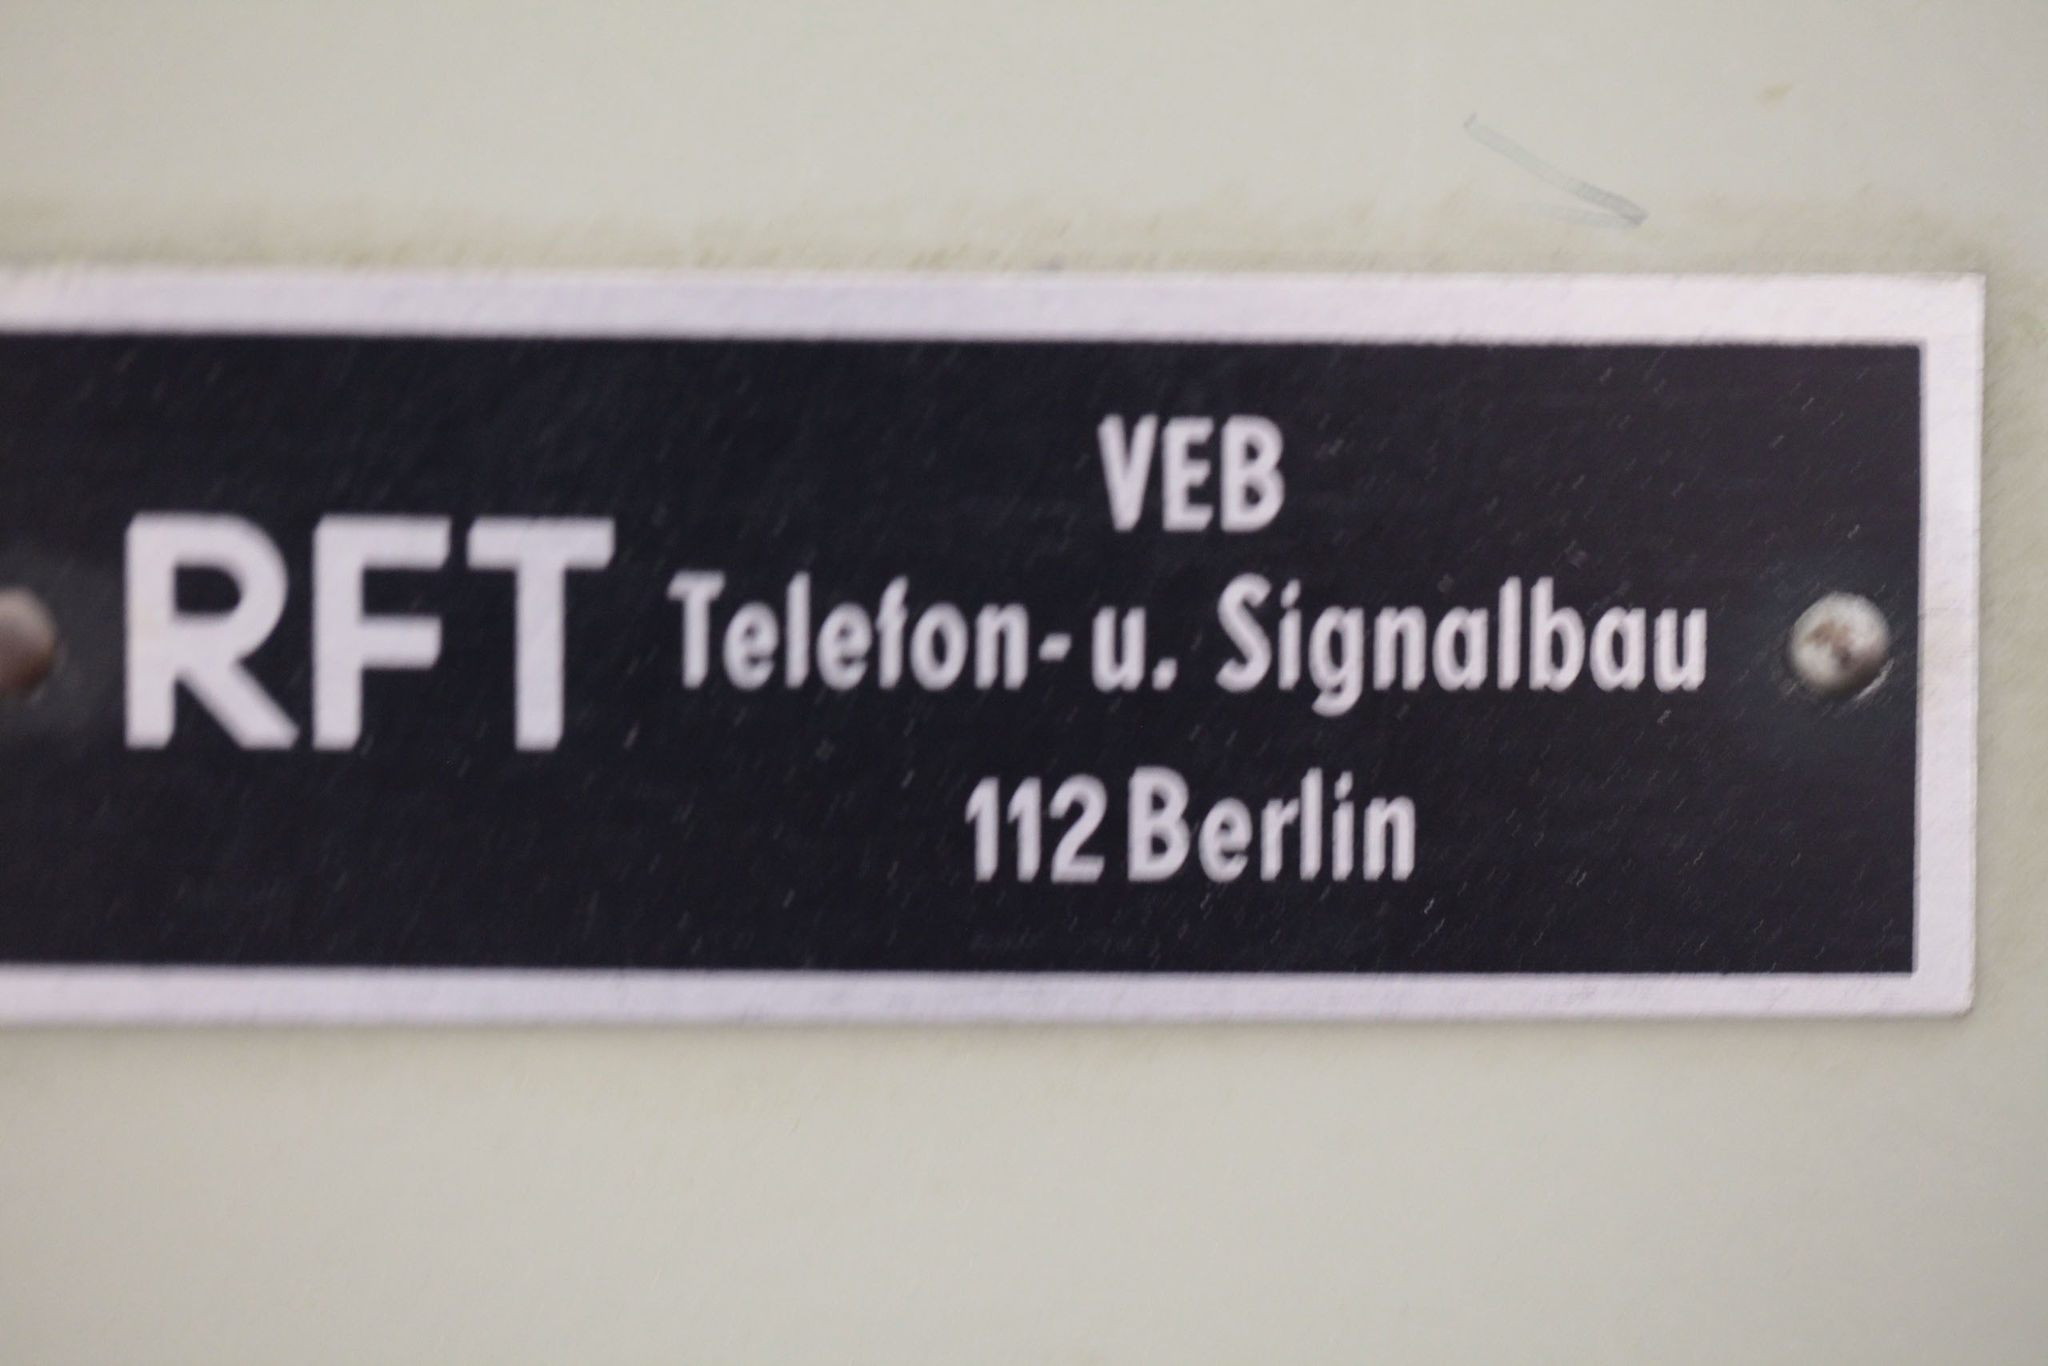 VEB
RFT Telefon- u. Signalbau
112 Berlin